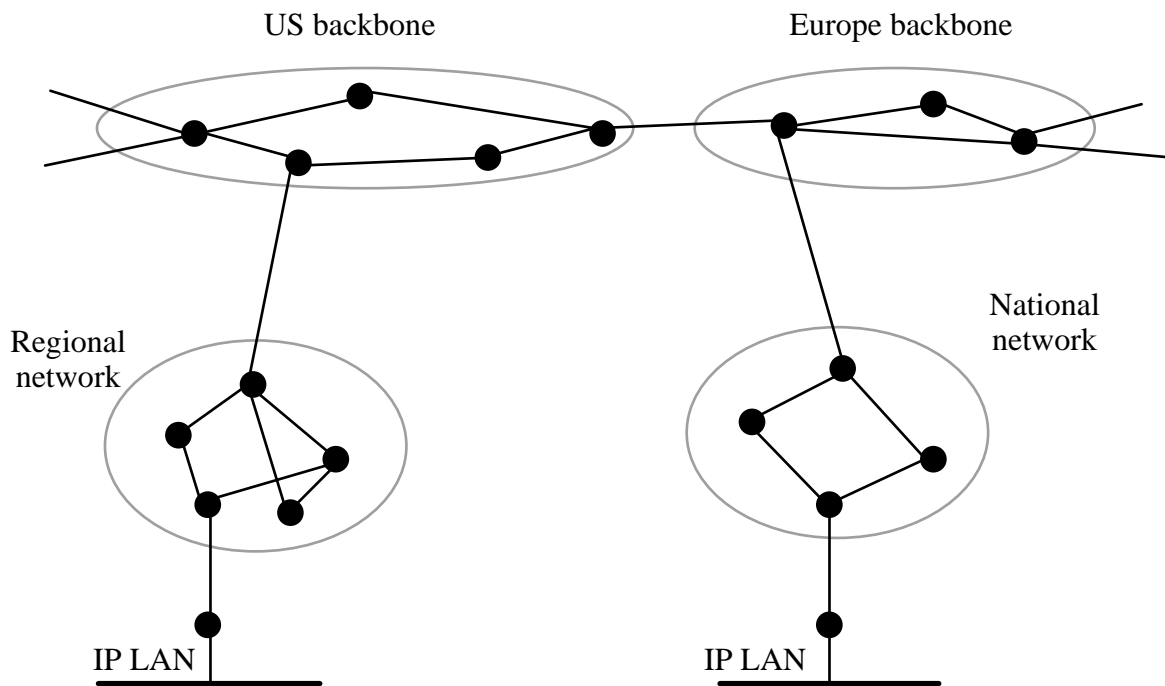 US backbone
Europe backbone
Regional
network
National
network
IP LAN
IP LAN